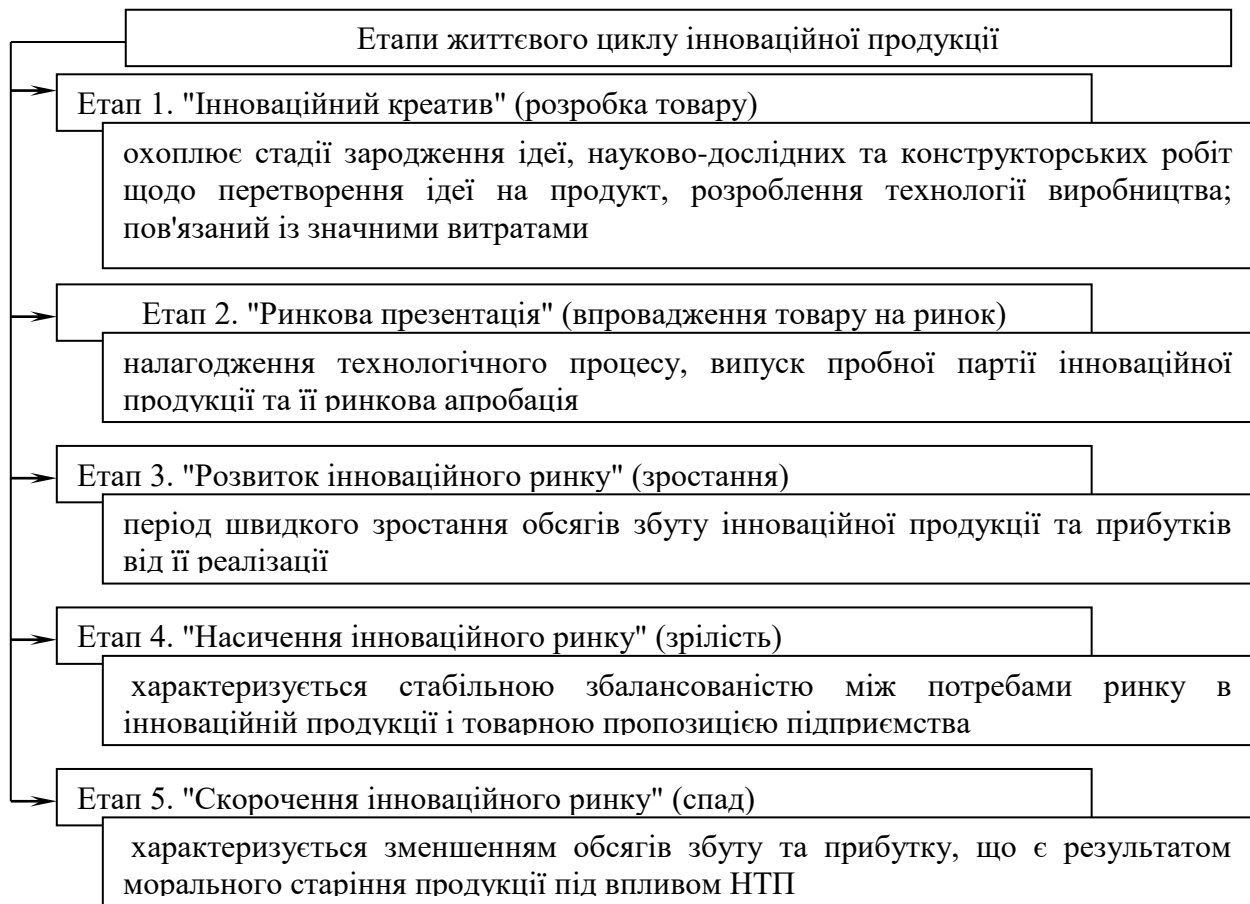 Етапи життєвого циклу інноваційної продукції
Етап 1. "Інноваційний креатив" (розробка товару)
охоплює стадії зародження ідеї, науково-дослідних та конструкторських робіт
щодо перетворення ідеї на продукт, розроблення технології виробництва;
пов'язаний із значними витратами
Етап 2. "Ринкова презентація" (впровадження товару на ринок)
налагодження технологічного процесу, випуск пробної партії інноваційної
продукції та її ринкова апробація
Етап 3. "Розвиток інноваційного ринку" (зростання)
період швидкого зростання обсягів збуту інноваційної продукції та прибутків
від її реалізації
Етап 4. "Насичення інноваційного ринку" (зрілість)
характеризується стабільною збалансованістю між потребами ринку в
інноваційній продукції і товарною пропозицією підприємства
Етап 5. "Скорочення інноваційного ринку" (спад)
характеризується зменшенням обсягів збуту та прибутку, що є результатом
морального старіння продукції під впливом НТП